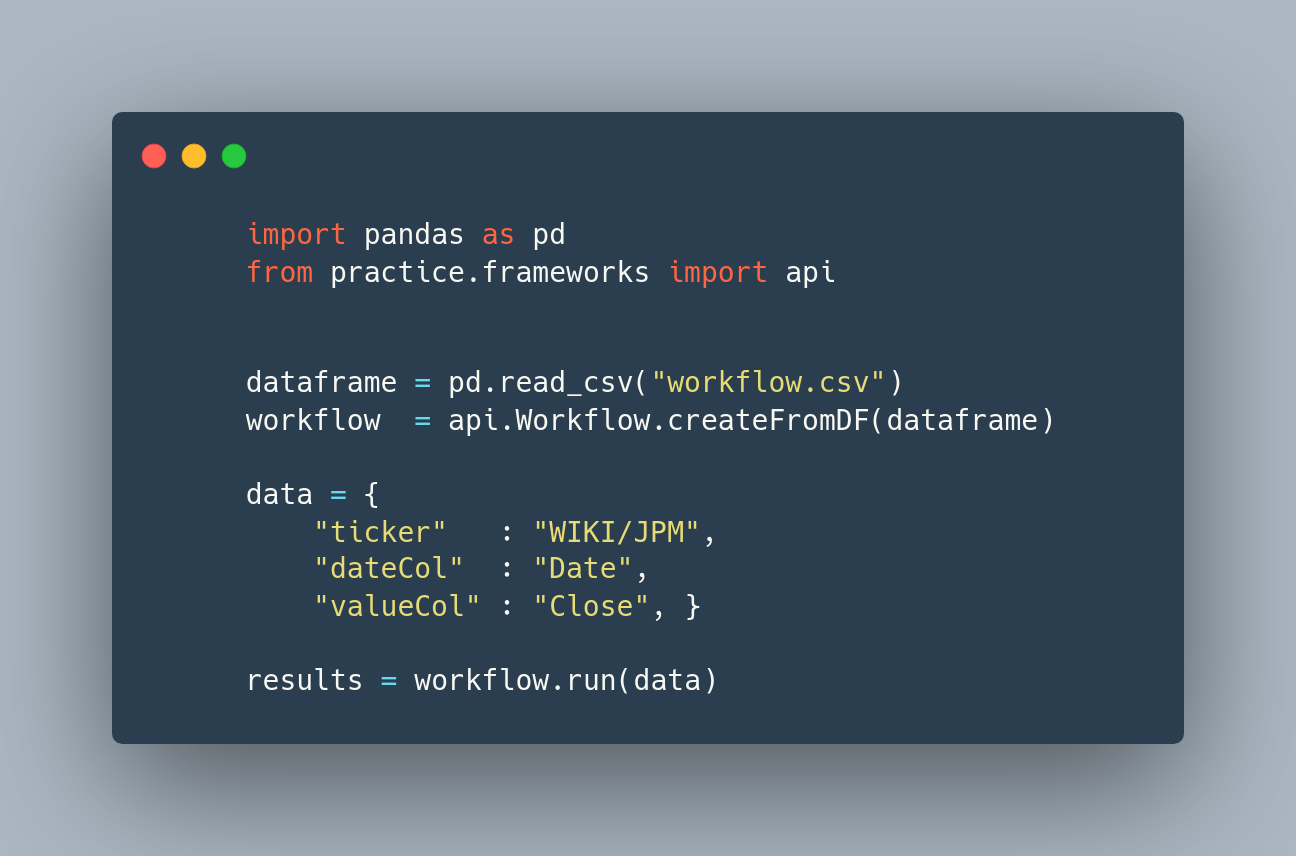 import pandas as pd
from practice.frameworks import api
dataframe = pd.read_csv("workflow.csv")
workflow  = api.Workflow.createFromDF(dataframe)
data = {
    "ticker"   : "WIKI/JPM",
    "dateCol"  : "Date",
    "valueCol" : "Close", }
results = workflow.run(data)